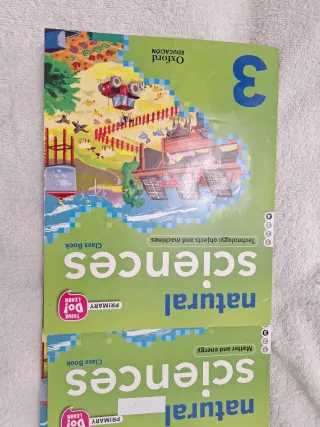 natural
sciences
Class Book
PRIMARY
THINK
Do!
LEARN
Matter and energy
natural
sciences
Class Book
PRIMARY
THINK
Do!
LEARN
Technology: objects and machines
3
Oxford
EDUCACIÓN